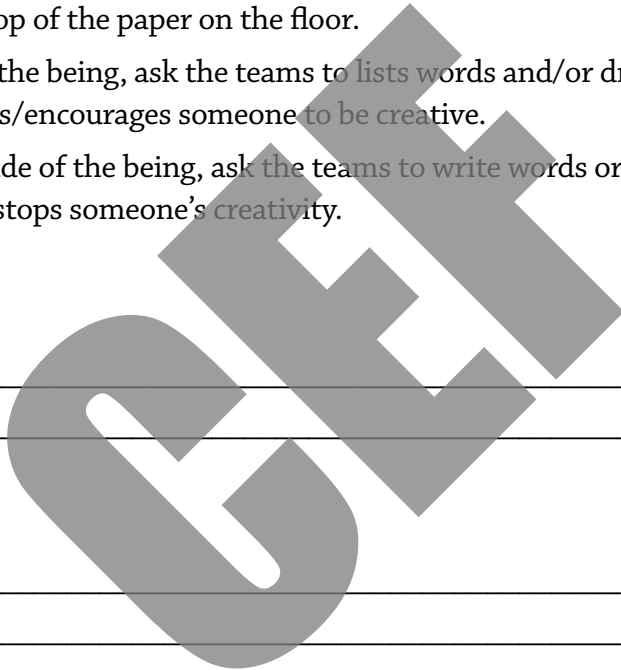 op of the paper on the floor.
the being, ask the teams to lists words and/or dr
s/encourages someone to be creative.
de of the being, ask the teams to write words or
stops someone’s creativity.
CEF